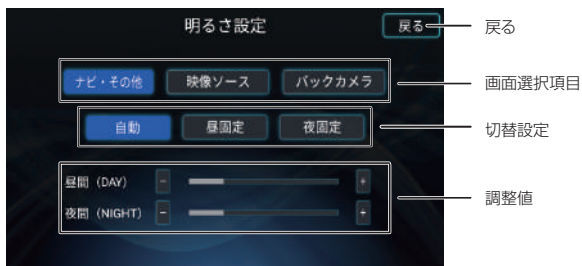 明るさ設定 戻る 戻る
ナビ・その他 映像ソース バックカメラ 画面選択項目
自動 昼固定 夜固定 切替設定
昼間（DAY） - +
調整値
夜間（NIGHT） - +